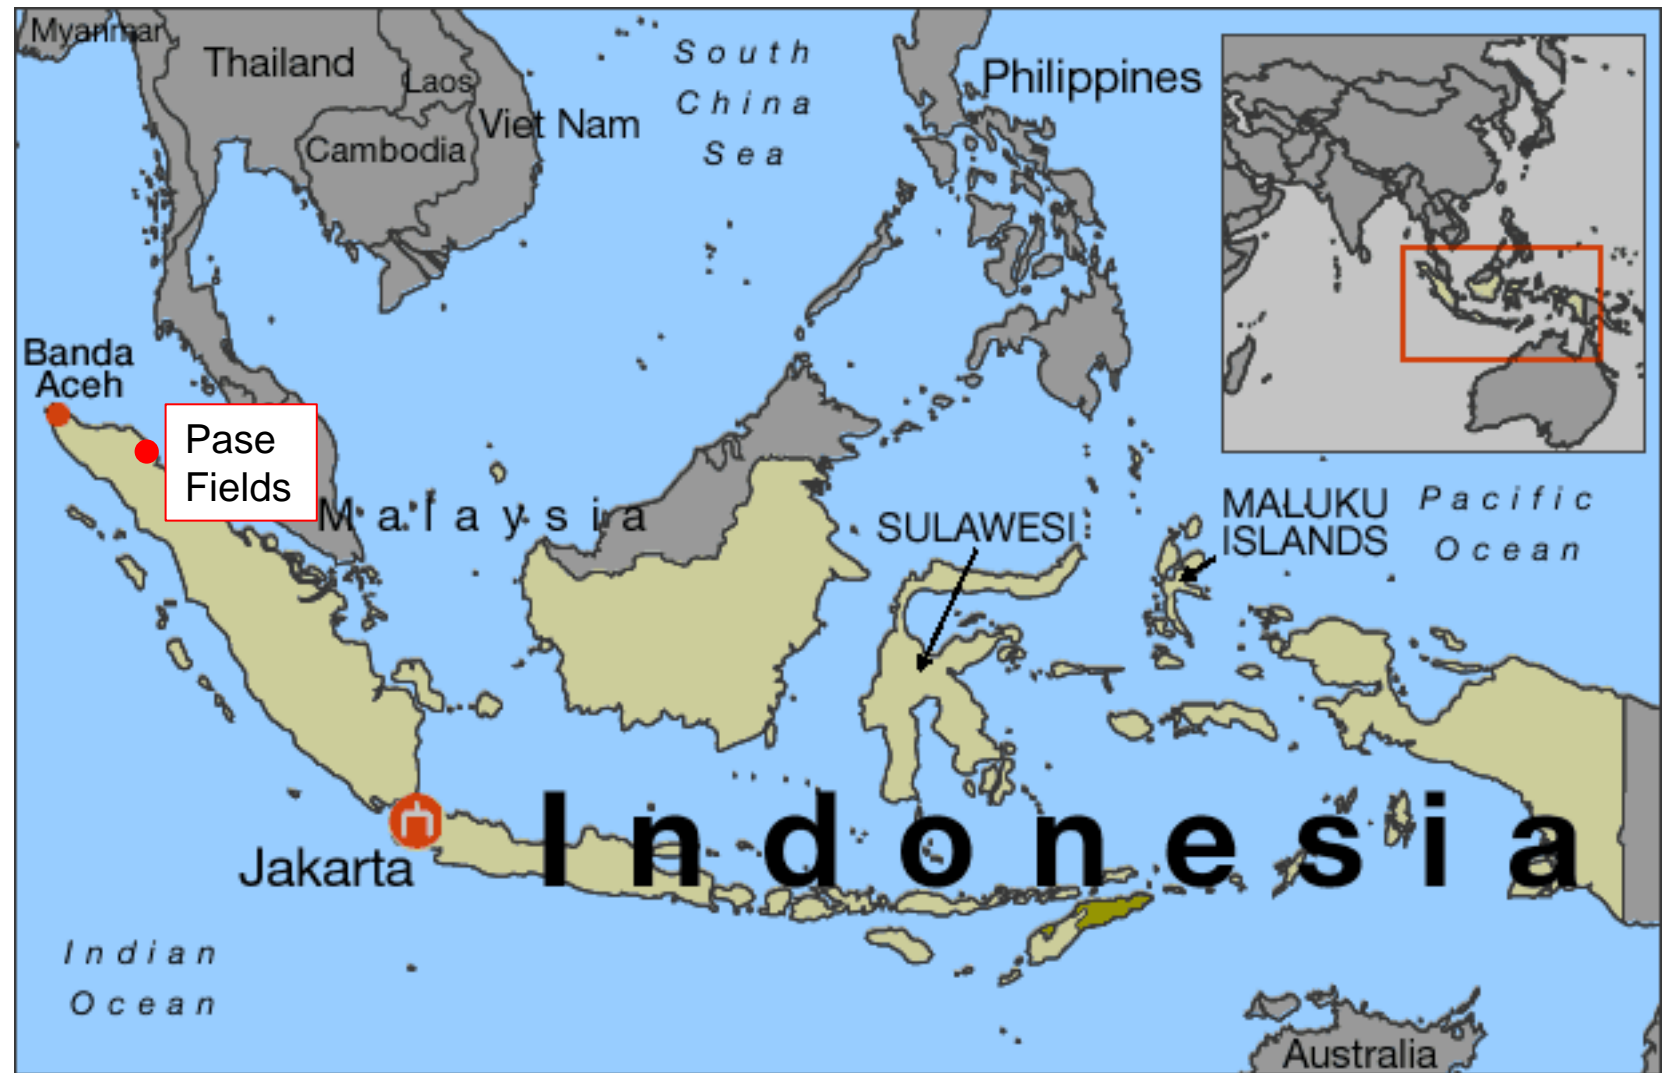 Myanmar
Thailand
Laos
Viet Nam
Cambodia
South
China
Sea
Philippines
Banda
Aceh
Pase
Fields
Malaysia
SULAWESI
MALUKU
ISLANDS
Pacific
Ocean
Indonesia
Jakarta
Indian
Ocean
Australia